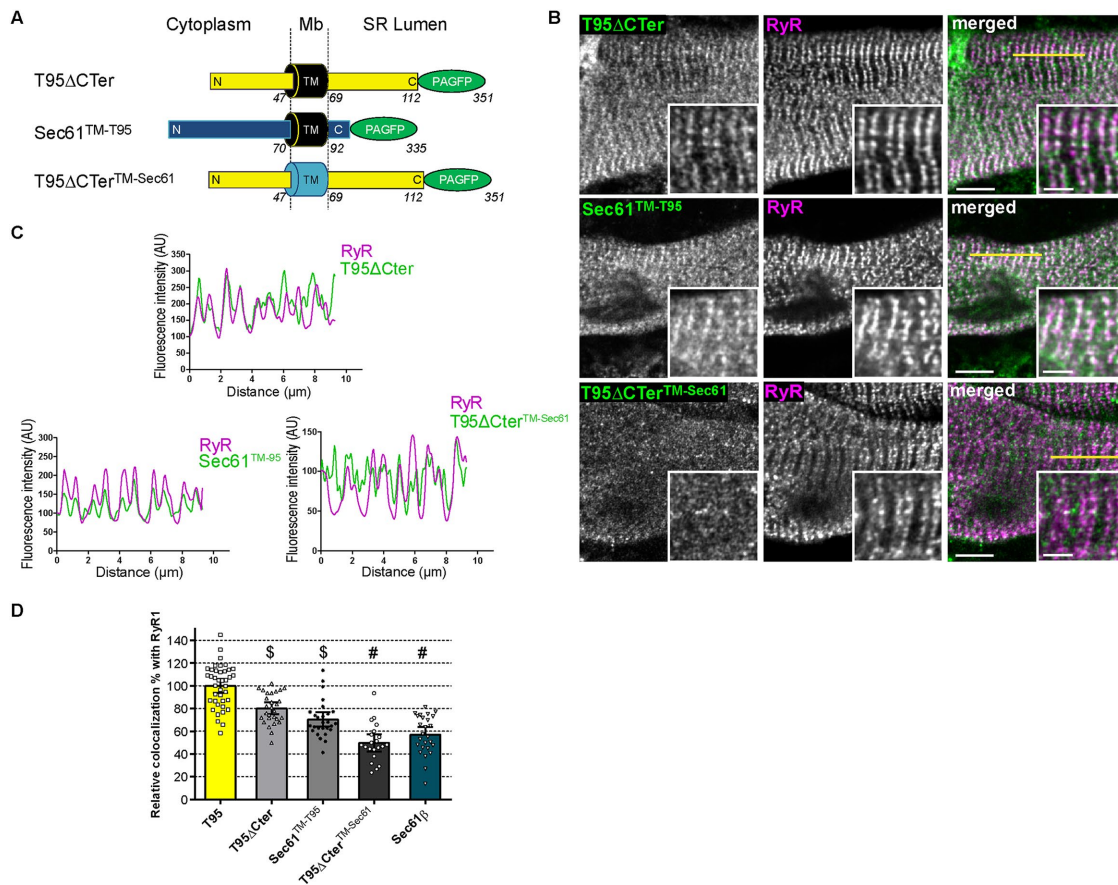 A
Cytoplasm Mb SR Lumen
T95ΔCTer N TM C PAGFP
47 69 112 351
Sec61TM-T95 N TM C PAGFP
70 92 335
T95ΔCTerTM-Sec61 N TM C PAGFP
47 69 112 351
B
T95ΔCTer RyR merged
Sec61TM-T95 RyR merged
T95ΔCTerTM-Sec61 RyR merged
C
RyR
T95ΔCter
Fluorescence intensity (AU)
350
300
250
200
150
100
50
0
0 2 4 6 8 10
Distance (µm)
RyR
Sec61TM-95
Fluorescence intensity (AU)
300
250
200
150
100
50
0
0 2 4 6 8 10
Distance (µm)
RyR
T95ΔCterTM-Sec61
Fluorescence intensity (AU)
150
100
50
0
0 2 4 6 8 10
Distance (µm)
D
Relative colocalization % with RyR1
140
120
100
80
60
40
20
0
$ $ # #
T95
T95ΔCter
Sec61TM-T95
T95ΔCterTM-Sec61
Sec61β